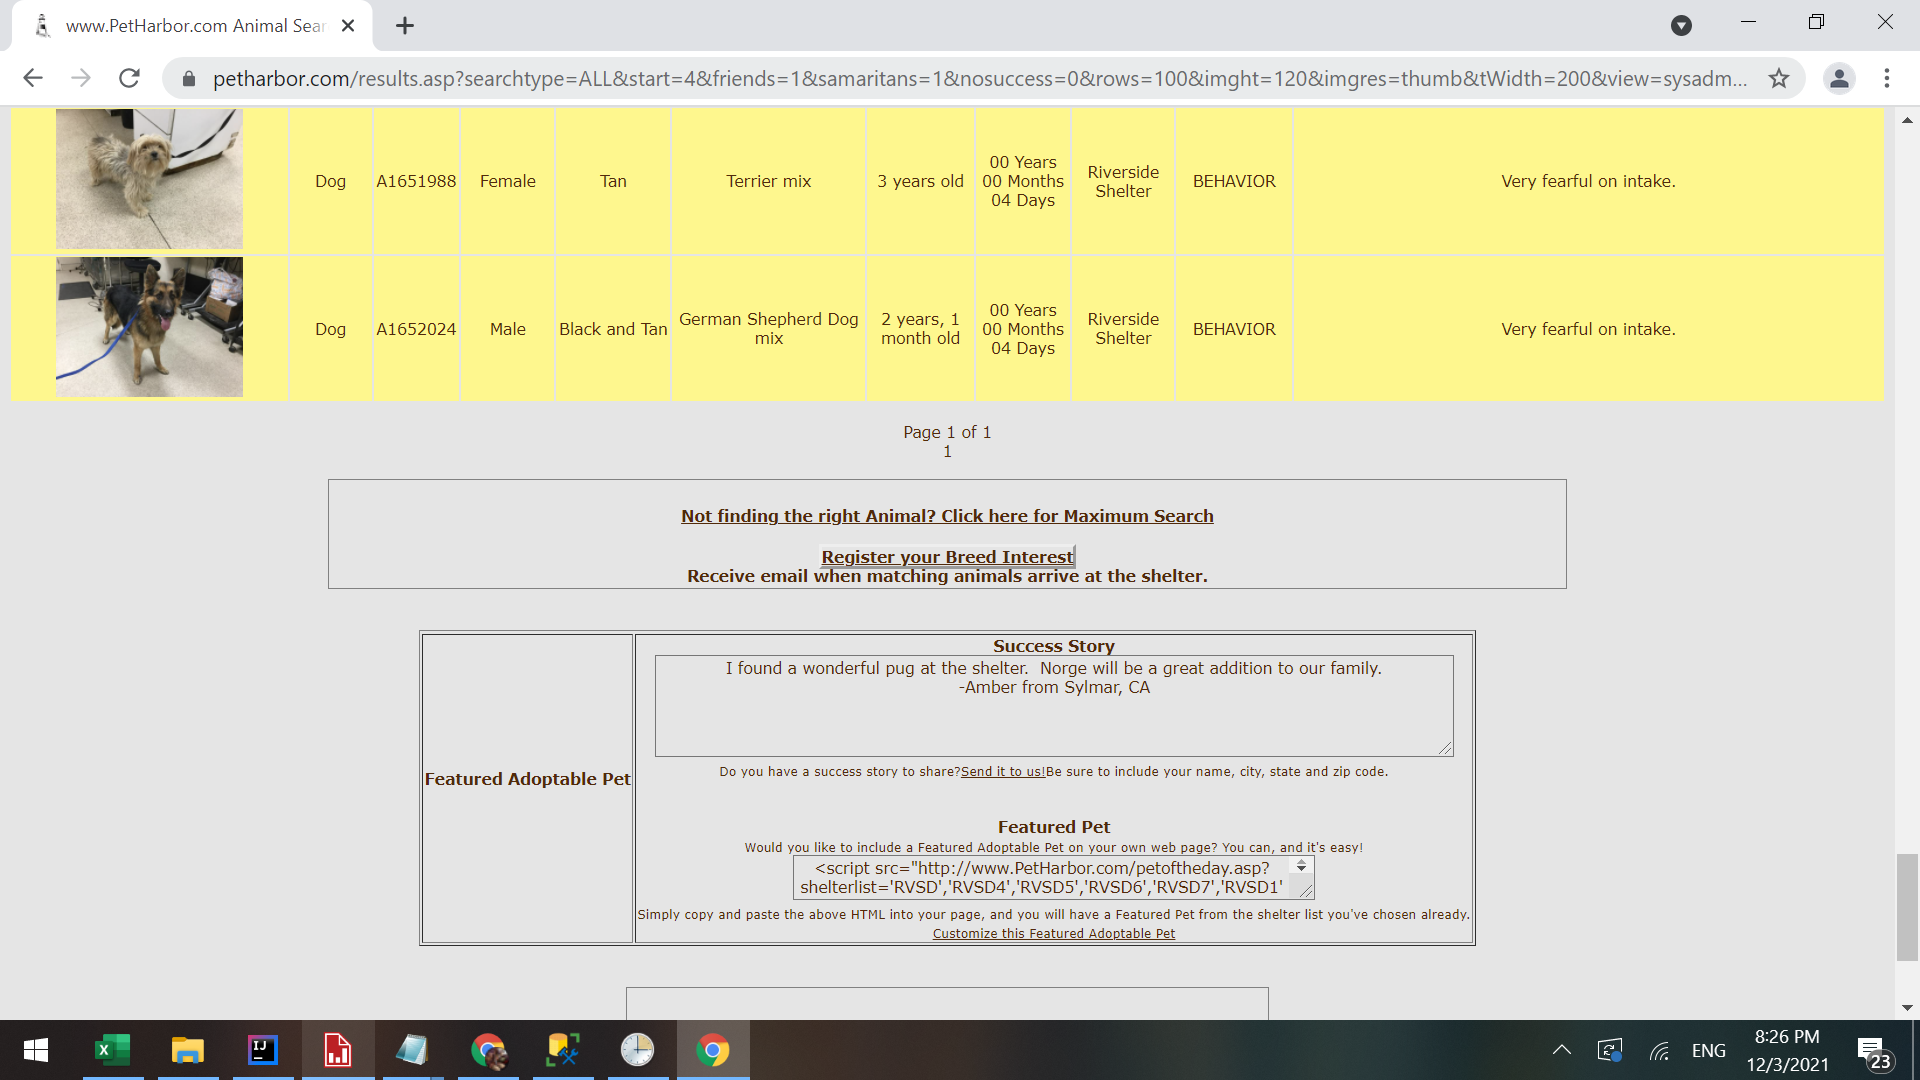 www.PetHarbor.com Animal Sear
petharbor.com/results.asp?searchtype=ALL&start=4&friends=1&samaritans=1&nosuccess=0&rows=100&imght=120&imgres=thumb&tWidth=200&view=sysadm...
Dog A1651988 Female Tan Terrier mix 3 years old 00 Years 00 Months 04 Days Riverside Shelter BEHAVIOR Very fearful on intake.
Dog A1652024 Male Black and Tan German Shepherd Dog mix 2 years, 1 month old 00 Years 00 Months 04 Days Riverside Shelter BEHAVIOR Very fearful on intake.
Page 1 of 1
1
Not finding the right Animal? Click here for Maximum Search
Register your Breed Interest
Receive email when matching animals arrive at the shelter.
Featured Adoptable Pet
Success Story
I found a wonderful pug at the shelter.  Norge will be a great addition to our family.
-Amber from Sylmar, CA
Do you have a success story to share?Send it to us!Be sure to include your name, city, state and zip code.
Featured Pet
Would you like to include a Featured Adoptable Pet on your own web page? You can, and it's easy!
<script src="http://www.PetHarbor.com/petoftheday.asp?
shelterlist='RVSD','RVSD4','RVSD5','RVSD6','RVSD7','RVSD1'
Simply copy and paste the above HTML into your page, and you will have a Featured Pet from the shelter list you've chosen already.
Customize this Featured Adoptable Pet
X
IJ
ENG
8:26 PM
12/3/2021
23